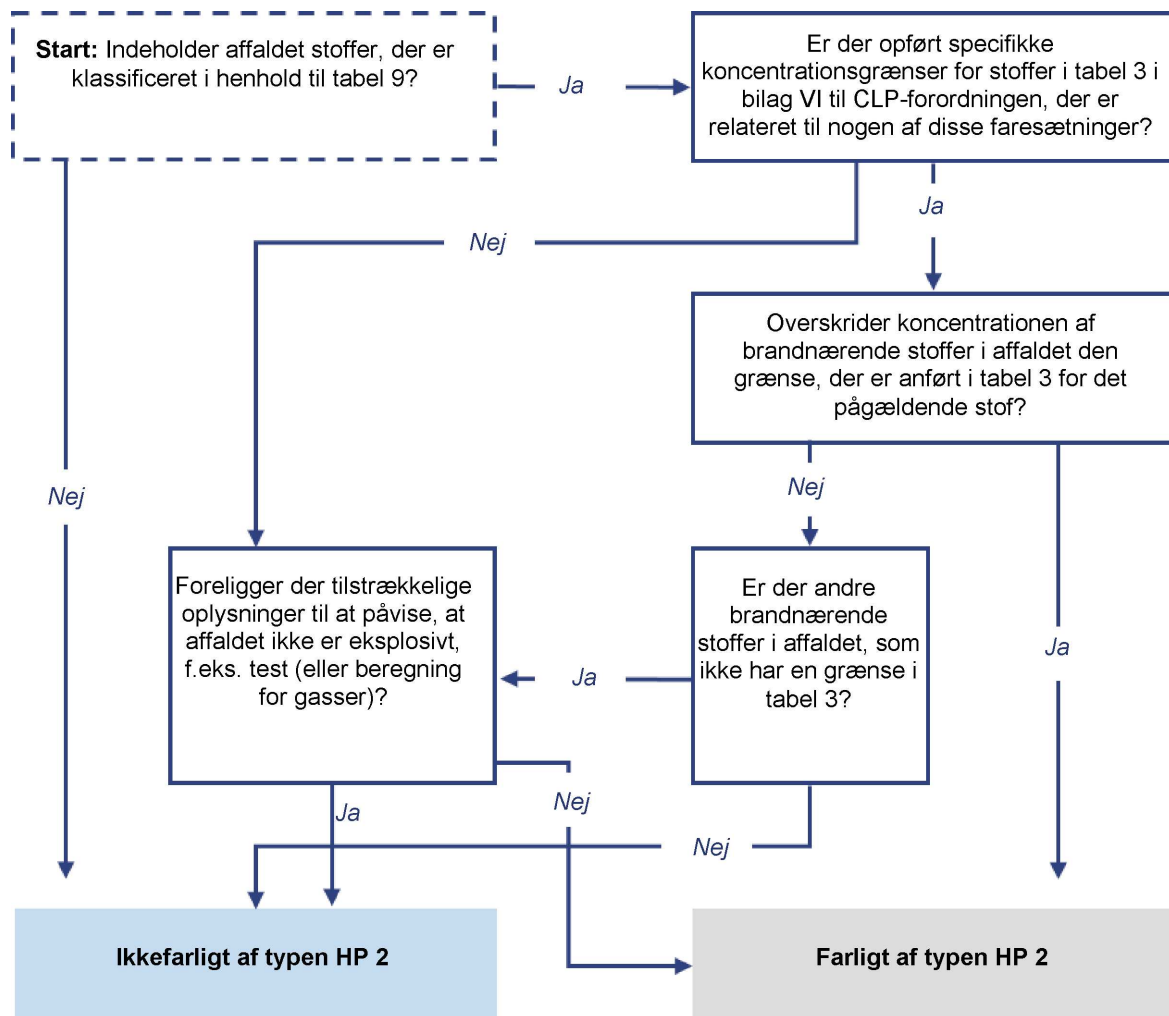 Start: Indeholder affaldet stoffer, der er
klassificeret i henhold til tabel 9?
Ja
Er der opført specifikke
koncentrationsgrænser for stoffer i tabel 3 i
bilag VI til CLP-forordningen, der er
relateret til nogen af disse faresætninger?
Ja
Nej
Overskrider koncentrationen af
brandnærende stoffer i affaldet den
grænse, der er anført i tabel 3 for det
pågældende stof?
Nej
Nej
Ja
Foreligger der tilstrækkelige
oplysninger til at påvise, at
affaldet ikke er eksplosivt,
f.eks. test (eller beregning
for gasser)?
Ja
Er der andre
brandnærende
stoffer i affaldet, som
ikke har en grænse i
tabel 3?
Ja
Nej
Nej
Ikkefarligt af typen HP 2
Farligt af typen HP 2